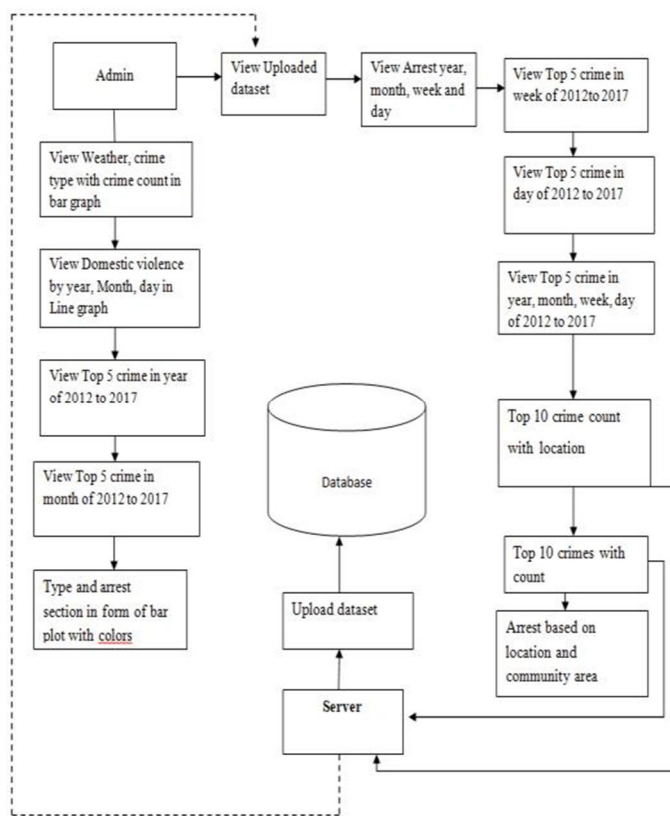 Admin
View Uploaded
dataset
View Arrest year,
month, week and
day
View Top 5 crime in
week of 2012to 2017
View Weather, crime
type with crime count in
bar graph
View Top 5 crime in
day of 2012 to 2017
View Domestic violence
by year, Month, day in
Line graph
View Top 5 crime in
year, month, week, day
of 2012 to 2017
View Top 5 crime in year
of 2012 to 2017
Top 10 crime count
with location
View Top 5 crime in
month of 2012 to 2017
Database
Top 10 crimes with
count
Type and arrest
section in form of bar
plot with colors
Upload dataset
Arrest based on
location and
community area
Server